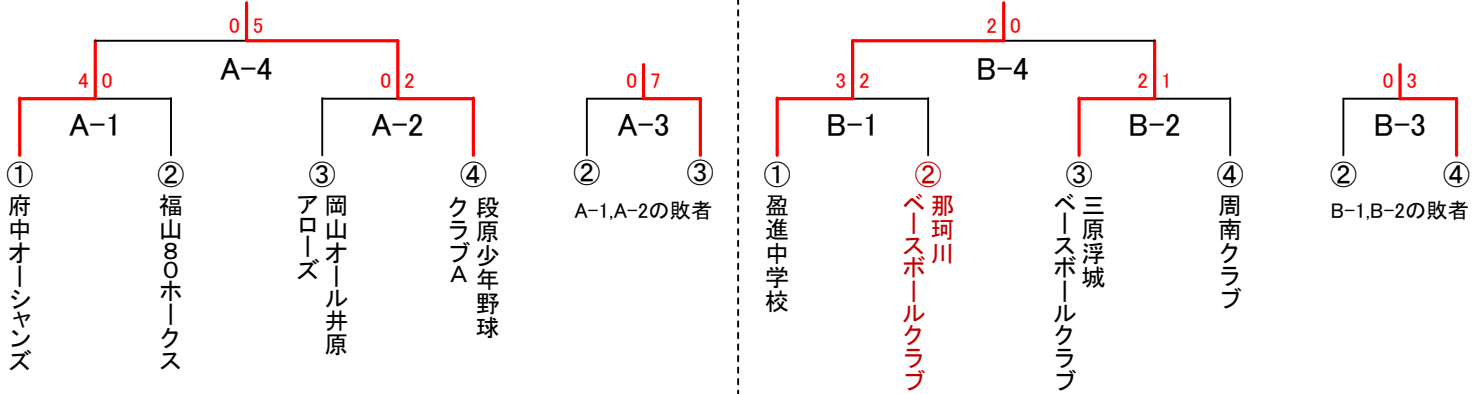 0 5
2 0
A-4
B-4
4 0
0 2
0 7
3 2
2 1
0 3
A-1
A-2
A-3
B-1
B-2
B-3
①
②
③
④
②
③
①
②
③
④
②
④
府中オーシャンズ
福山８０ホークス
岡山オール井原
アローズ
段原少年野球
クラブＡ
A-1,A-2の敗者
盈進中学校
那珂川
ベースボールクラブ
三原浮城
ベースボールクラブ
周南クラブ
B-1,B-2の敗者